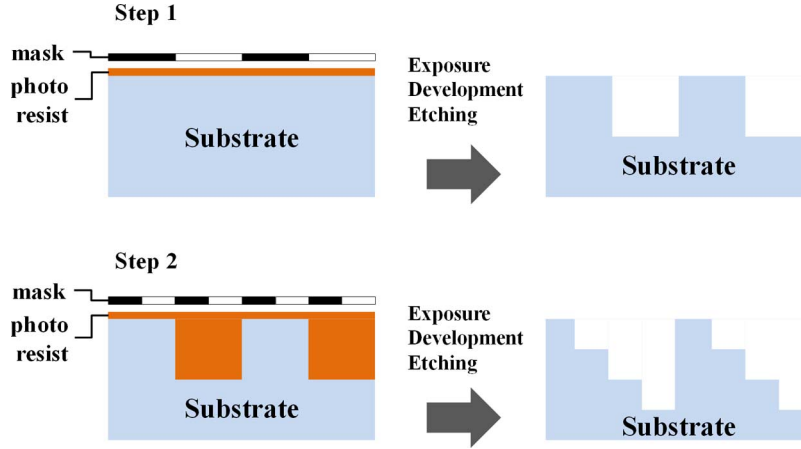 Step 1
mask
photo
resist
Substrate
Exposure
Development
Etching
Substrate
Step 2
mask
photo
resist
Substrate
Exposure
Development
Etching
Substrate